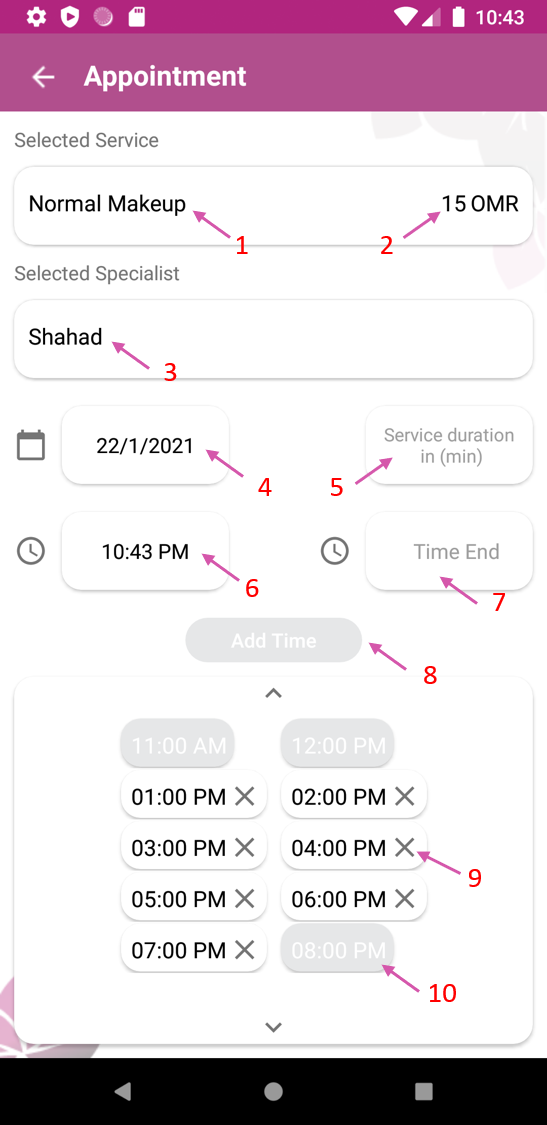 10:43
Appointment
Selected Service
Normal Makeup 15 OMR
1 2
Selected Specialist
Shahad
3
22/1/2021 Service duration
in (min)
4 5
10:43 PM Time End
6 7
Add Time
8
11:00 AM 12:00 PM
01:00 PM 02:00 PM
03:00 PM 04:00 PM
9
05:00 PM 06:00 PM
07:00 PM 08:00 PM
10